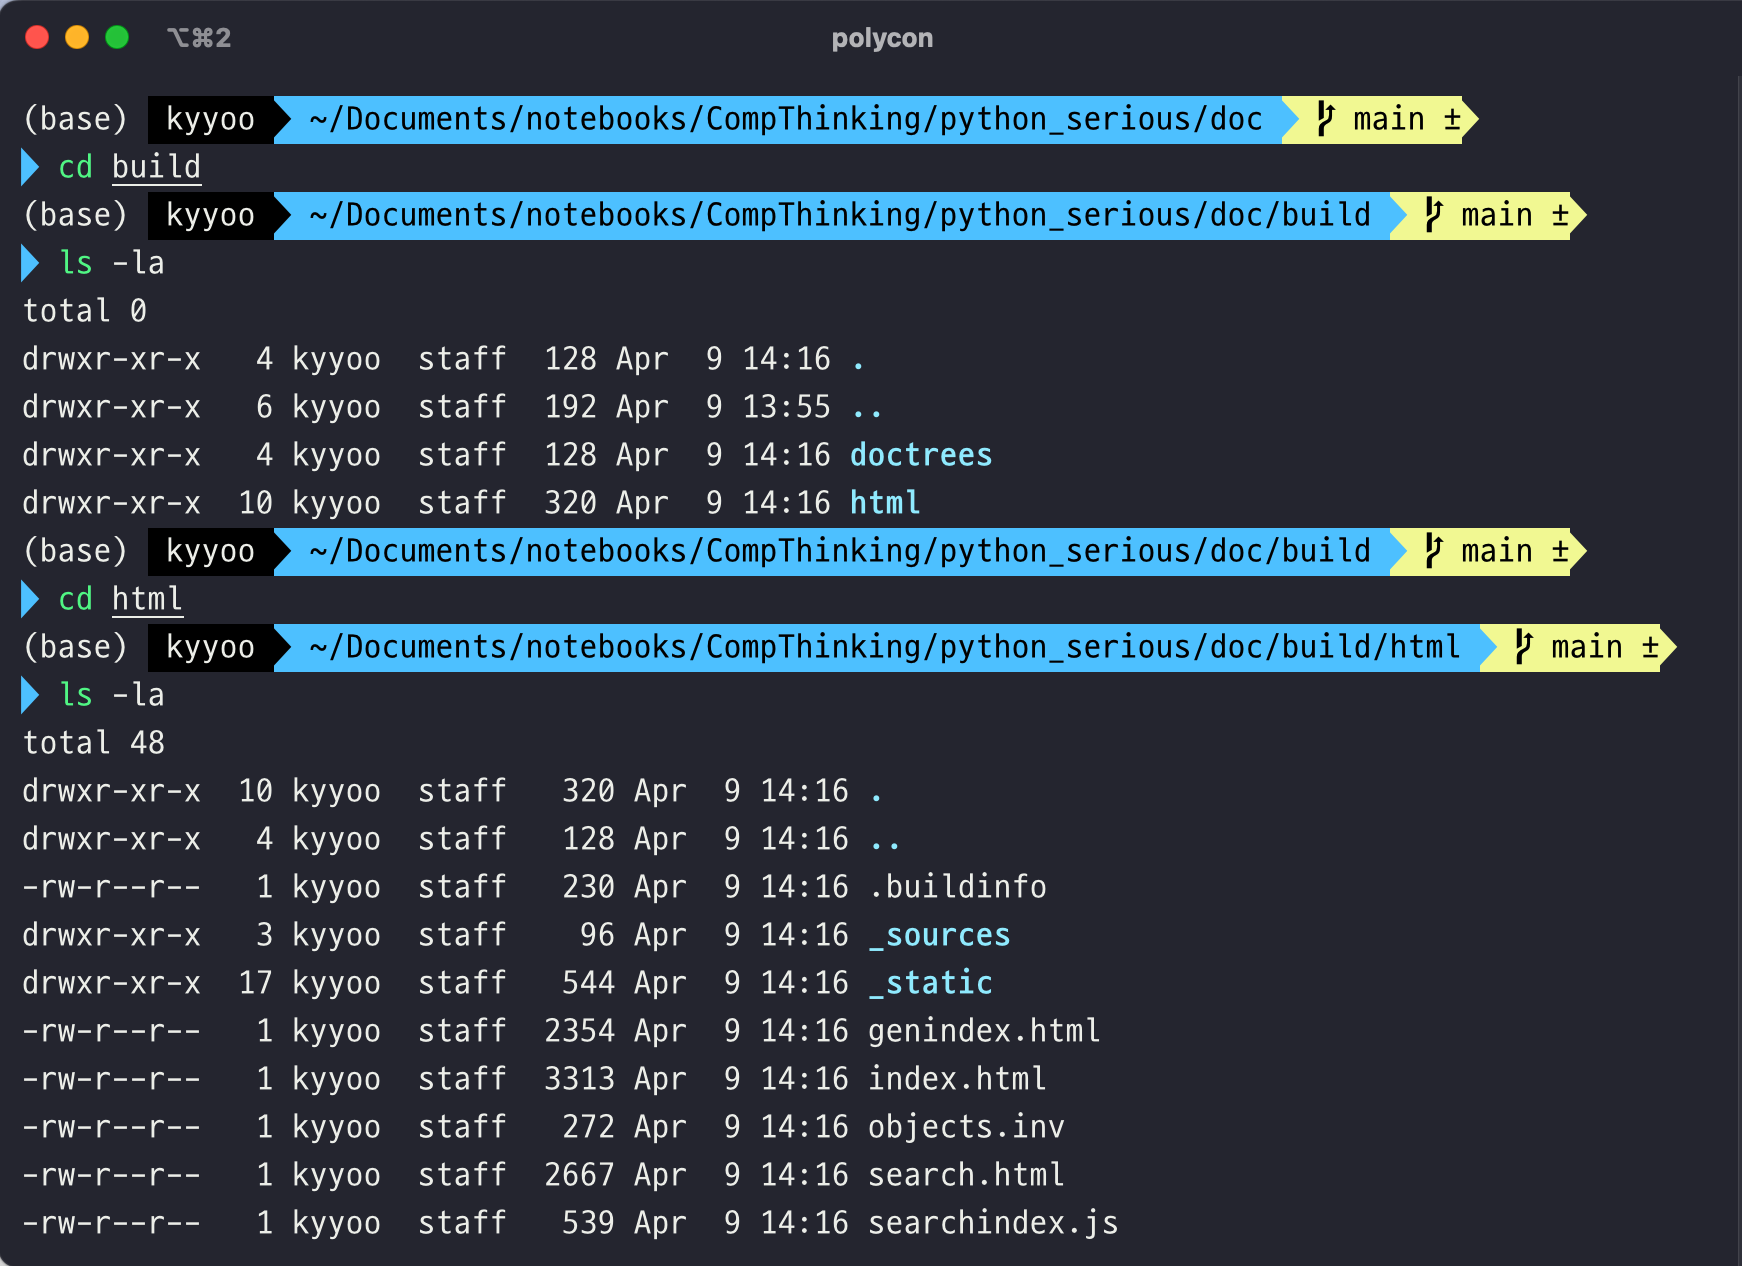 ⌥⌘2 polycon
(base) kyyoo ~/Documents/notebooks/CompThinking/python_serious/doc main ±
cd build
(base) kyyoo ~/Documents/notebooks/CompThinking/python_serious/doc/build main ±
ls -la
total 0
drwxr-xr-x   4 kyyoo  staff  128 Apr  9 14:16 .
drwxr-xr-x   6 kyyoo  staff  192 Apr  9 13:55 ..
drwxr-xr-x   4 kyyoo  staff  128 Apr  9 14:16 doctrees
drwxr-xr-x  10 kyyoo  staff  320 Apr  9 14:16 html
(base) kyyoo ~/Documents/notebooks/CompThinking/python_serious/doc/build main ±
cd html
(base) kyyoo ~/Documents/notebooks/CompThinking/python_serious/doc/build/html main ±
ls -la
total 48
drwxr-xr-x  10 kyyoo  staff   320 Apr  9 14:16 .
drwxr-xr-x   4 kyyoo  staff   128 Apr  9 14:16 ..
-rw-r--r--   1 kyyoo  staff   230 Apr  9 14:16 .buildinfo
drwxr-xr-x   3 kyyoo  staff    96 Apr  9 14:16 _sources
drwxr-xr-x  17 kyyoo  staff   544 Apr  9 14:16 _static
-rw-r--r--   1 kyyoo  staff  2354 Apr  9 14:16 genindex.html
-rw-r--r--   1 kyyoo  staff  3313 Apr  9 14:16 index.html
-rw-r--r--   1 kyyoo  staff   272 Apr  9 14:16 objects.inv
-rw-r--r--   1 kyyoo  staff  2667 Apr  9 14:16 search.html
-rw-r--r--   1 kyyoo  staff   539 Apr  9 14:16 searchindex.js